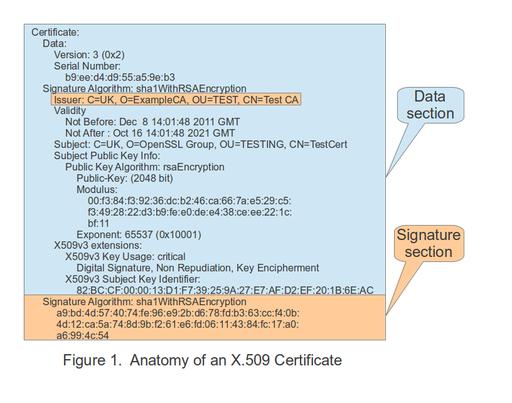 Certificate:
Data:
Version: 3 (0x2)
Serial Number:
b9:ee:d4:d9:55:a5:9e:b3
Signature Algorithm: sha1WithRSAEncryption
Issuer: C=UK, O=ExampleCA, OU=TEST, CN=Test CA
Validity
Not Before: Dec 8 14:01:48 2011 GMT
Not After : Oct 16 14:01:48 2021 GMT
Subject: C=UK, O=OpenSSL Group, OU=TESTING, CN=TestCert
Subject Public Key Info:
Public Key Algorithm: rsaEncryption
Public-Key: (2048 bit)
Modulus:
00:f3:84:f3:92:36:dc:b2:46:ca:66:7a:e5:29:c5:
f3:49:28:22:d3:b9:fe:e0:de:e4:38:ce:ee:22:1c:
bf:11
Exponent: 65537 (0x10001)
X509v3 extensions:
X509v3 Key Usage: critical
Digital Signature, Non Repudiation, Key Encipherment
X509v3 Subject Key Identifier:
82:BC:CF:00:00:13:D1:F7:39:25:9A:27:E7:AF:D2:EF:20:1B:6E:AC
Signature Algorithm: sha1WithRSAEncryption
a9:bd:4d:57:40:74:fe:96:e9:2b:d6:78:fd:b3:63:cc:f4:0b:
4d:12:ca:5a:74:8d:9b:f2:61:e6:fd:06:11:43:84:fc:17:a0:
a6:99:4c:54
Data
section
Signature
section
Figure 1. Anatomy of an X.509 Certificate